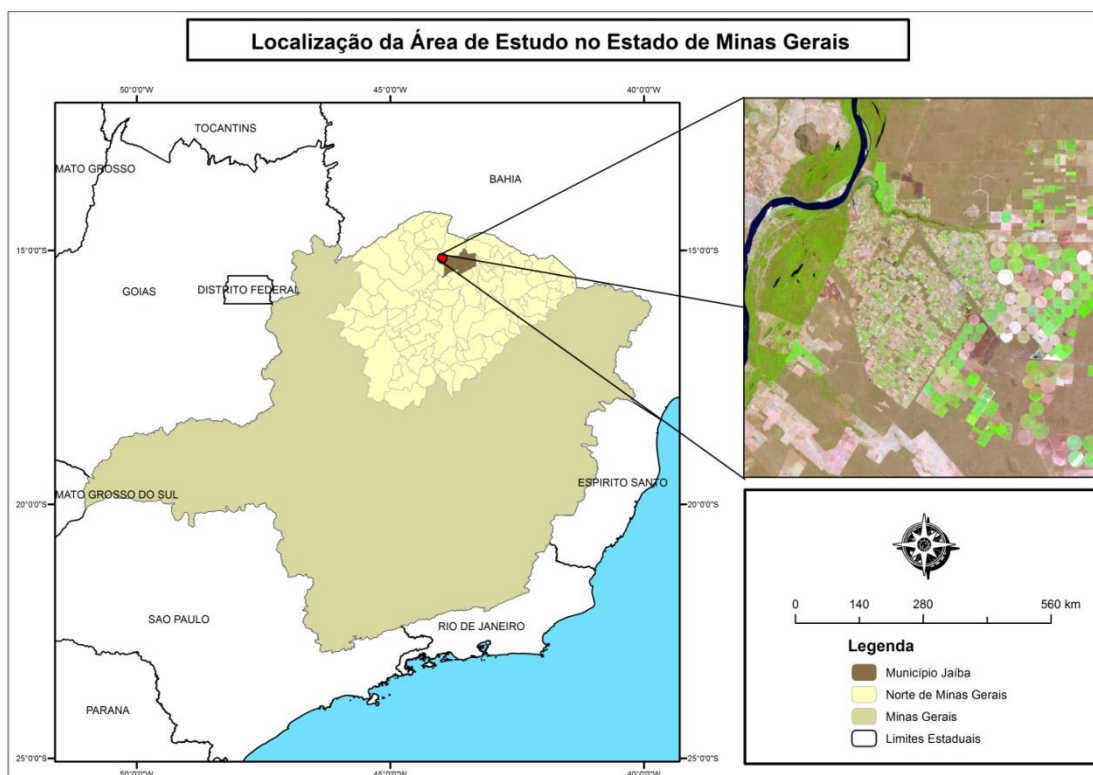 Localização da Área de Estudo no Estado de Minas Gerais
50°0'0"W
45°0'0"W
40°0'0"W
TOCANTINS
MATO GROSSO
BAHIA
15°0'0"S
15°0'0"S
GOIAS
DISTRITO FEDERAL
MATO GROSSO DO SUL
ESPIRITO SANTO
20°0'0"S
20°0'0"S
SAO PAULO
RIO DE JANEIRO
PARANA
25°0'0"S
25°0'0"S
50°0'0"W
45°0'0"W
40°0'0"W
0 140 280 560 km
Legenda
Município Jaíba
Norte de Minas Gerais
Minas Gerais
Limites Estaduais